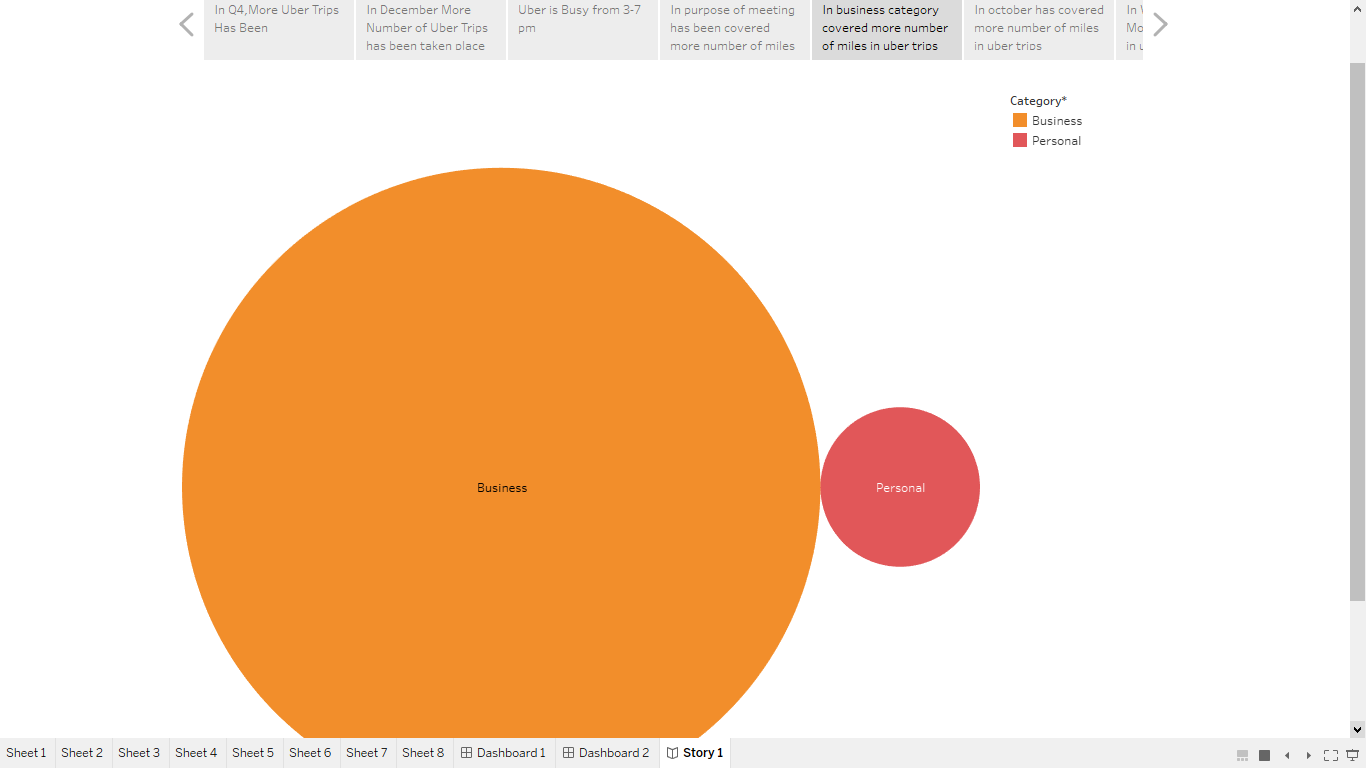 In Q4,More Uber Trips
Has Been
In December More
Number of Uber Trips
has been taken place
Uber is Busy from 3-7
pm
In purpose of meeting
has been covered
more number of miles
In business category
covered more number
of miles in uber trips
In october has covered
more number of miles
in uber trips
Category*
Business
Personal
Business
Personal
Sheet 1
Sheet 2
Sheet 3
Sheet 4
Sheet 5
Sheet 6
Sheet 7
Sheet 8
Dashboard 1
Dashboard 2
Story 1